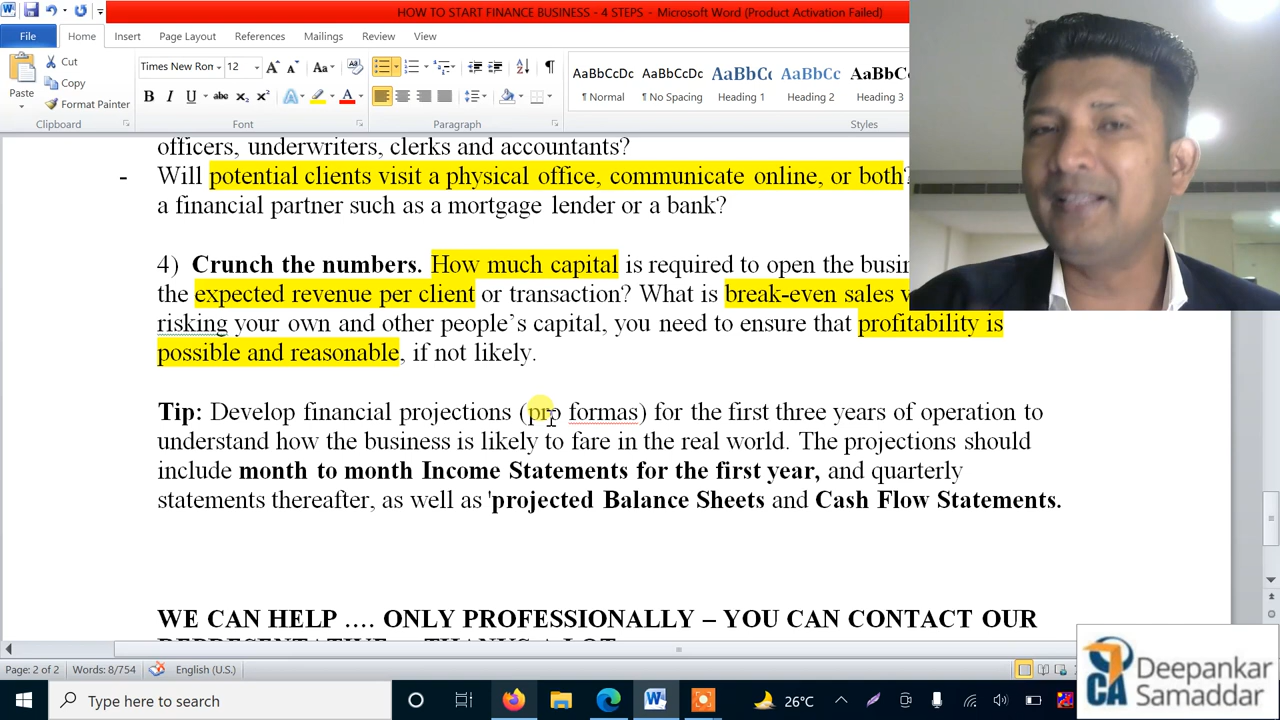 HOW TO START FINANCE BUSINESS - 4 STEPS - Microsoft Word (Product Activation Failed)
File Home Insert Page Layout References Mailings Review View
Cut
Copy
Format Painter
Paste
Times New Ron 12
AaBbCcDc AaBbCcDc AaBbCc AaBbCc AaBbCc
¶ Normal ¶ No Spacing Heading 1 Heading 2 Heading 3
Clipboard Font Paragraph Styles
officers, underwriters, clerks and accountants?
- Will potential clients visit a physical office, communicate online, or both?
a financial partner such as a mortgage lender or a bank?
4) Crunch the numbers. How much capital is required to open the busin
the expected revenue per client or transaction? What is break-even sales
risking your own and other people's capital, you need to ensure that profitability is
possible and reasonable, if not likely.
Tip: Develop financial projections (pro formas) for the first three years of operation to
understand how the business is likely to fare in the real world. The projections should
include month to month Income Statements for the first year, and quarterly
statements thereafter, as well as 'projected Balance Sheets and Cash Flow Statements.
WE CAN HELP .... ONLY PROFESSIONALLY – YOU CAN CONTACT OUR
Page: 2 of 2 Words: 8/754 English (U.S.)
Type here to search
26°C
CA
Deepankar
Samaddar